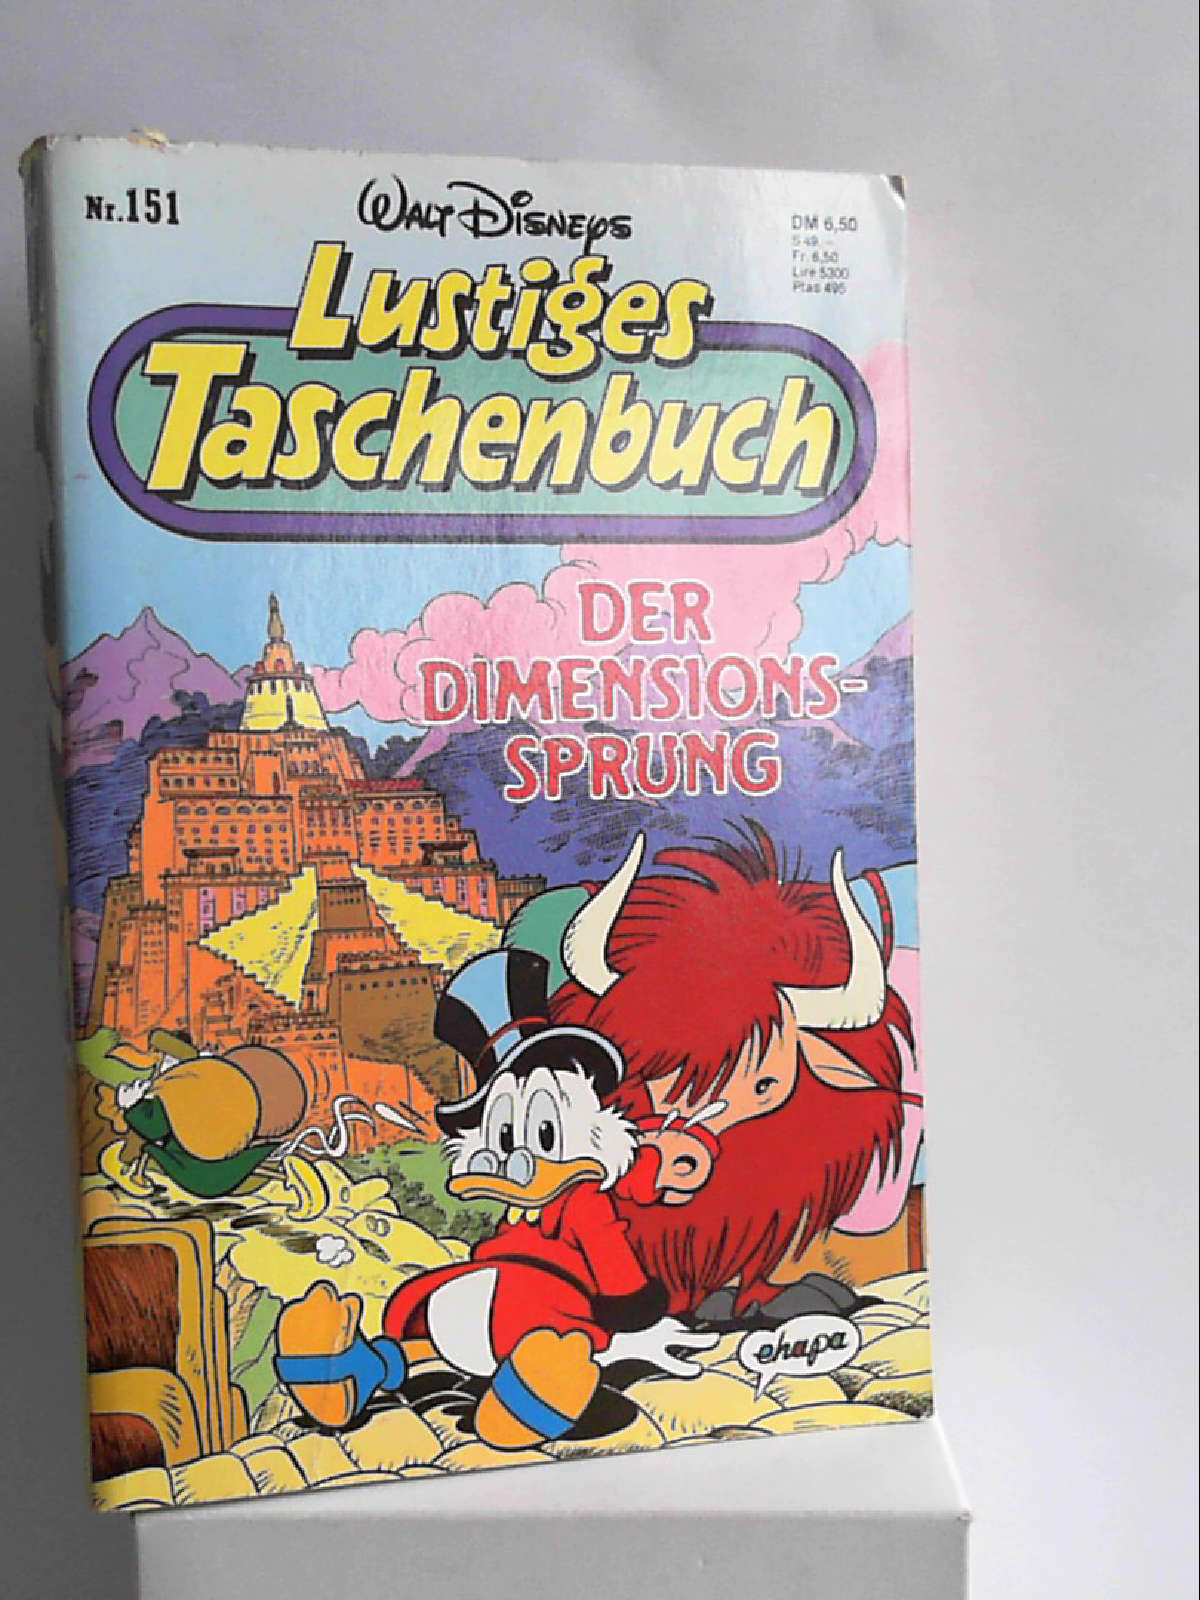 Nr.151
WALT DISNEYS
DM 6,50
S 49,–
Fr. 6,50
Lire 5300
Ptas 495
Lustiges
Taschenbuch
DER
DIMENSIONS-
SPRUNG
ehapa